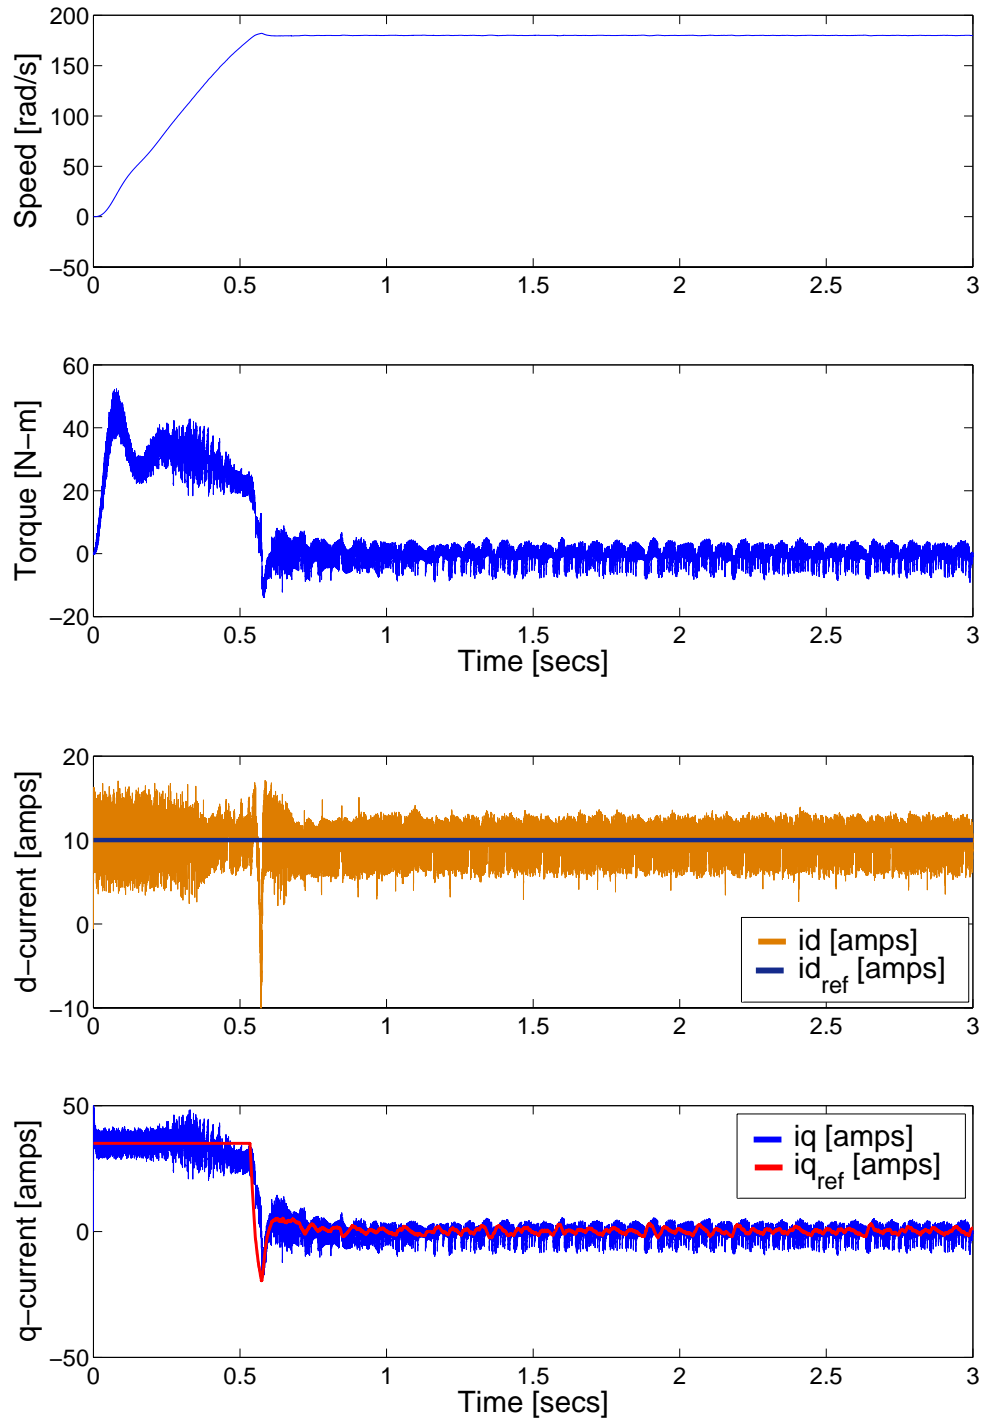 200
150
100
50
0
−50
Speed [rad/s]
0 0.5 1 1.5 2 2.5 3
60
40
20
0
−20
Torque [N−m]
0 0.5 1 1.5 2 2.5 3
Time [secs]
20
10
0
−10
d−current [amps]
id [amps]
id_ref [amps]
0 0.5 1 1.5 2 2.5 3
50
0
−50
q−current [amps]
iq [amps]
iq_ref [amps]
0 0.5 1 1.5 2 2.5 3
Time [secs]